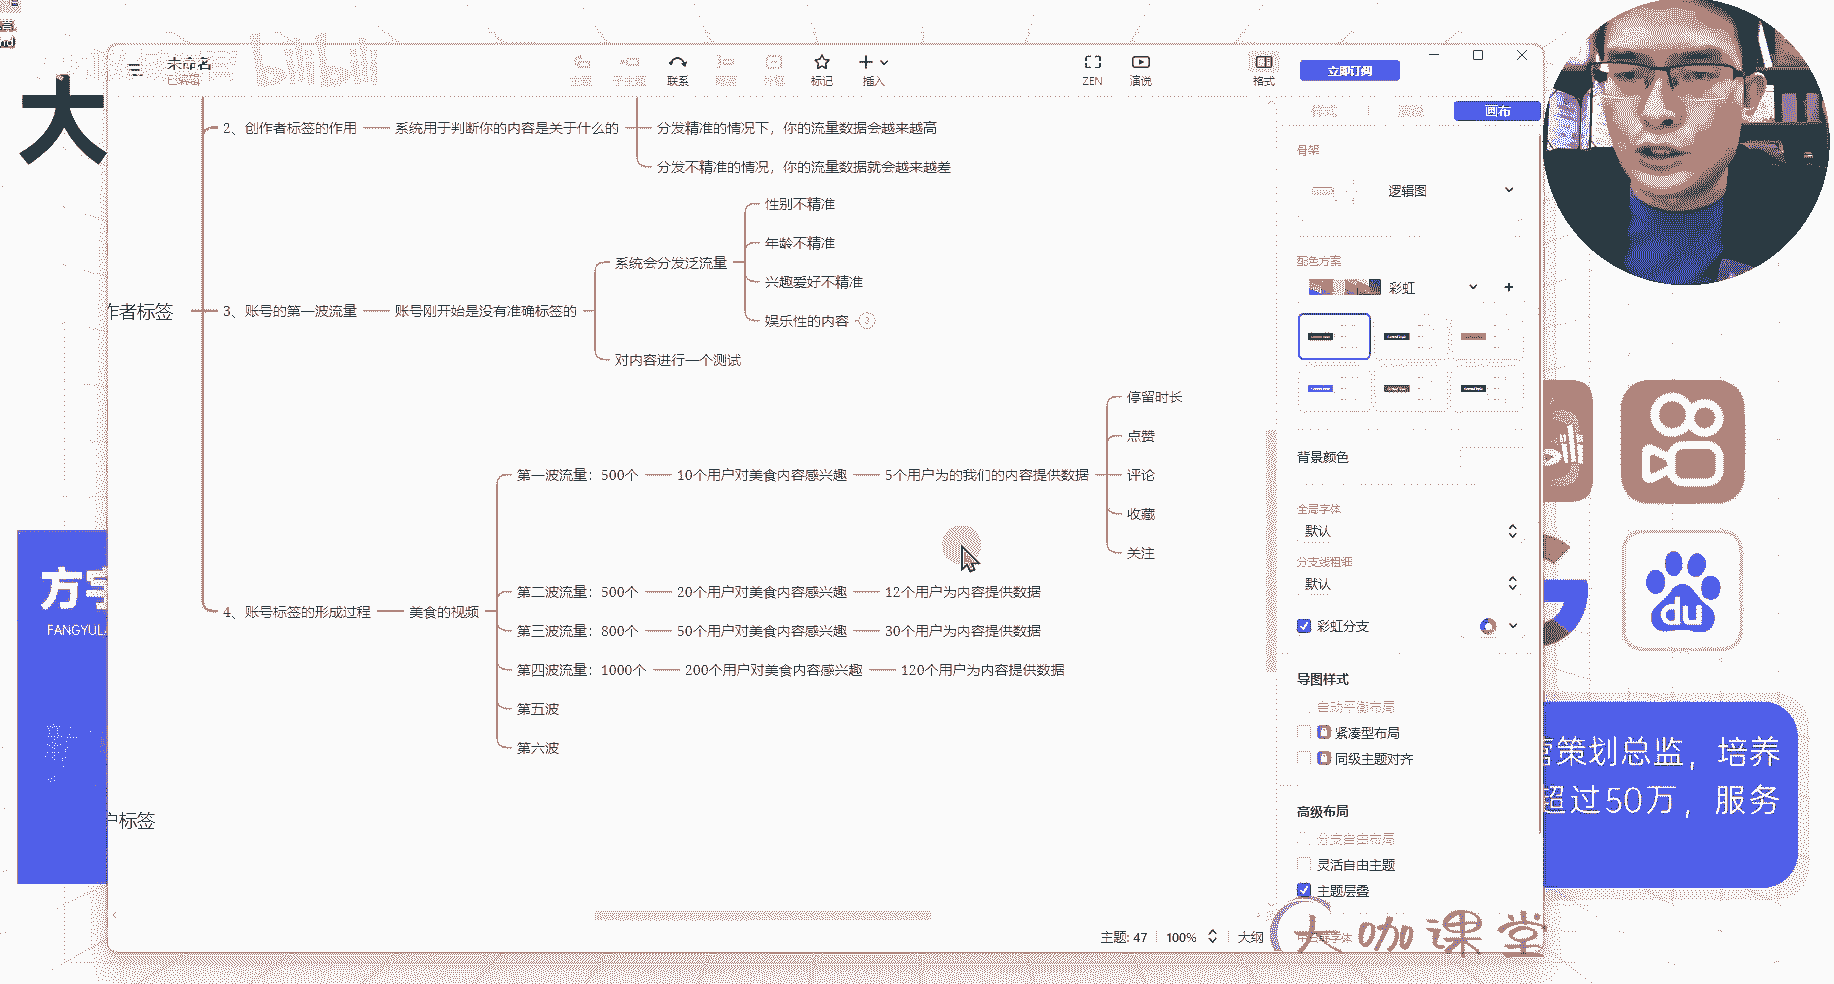 bilibili
大
未命名
已编辑
主题
子主题
联系
概要
外框
标记
插入
ZEN
演说
格式
立即订阅
样式
画布
2、创作者标签的作用
系统用于判断你的内容是关于什么的
分发精准的情况下，你的流量数据会越来越高
分发不精准的情况，你的流量数据就会越来越差
作者标签
3、账号的第一波流量
账号刚开始是没有准确标签的
系统会分发泛流量
性别不精准
年龄不精准
兴趣爱好不精准
娱乐性的内容
2
对内容进行一个测试
4、账号标签的形成过程
美食的视频
第一波流量：500个
10个用户对美食内容感兴趣
5个用户为的我们的内容提供数据
停留时长
点赞
评论
收藏
关注
第二波流量：500个
20个用户对美食内容感兴趣
12个用户为内容提供数据
第三波流量：800个
50个用户对美食内容感兴趣
30个用户为内容提供数据
第四波流量：1000个
200个用户对美食内容感兴趣
120个用户为内容提供数据
第五波
第六波
户标签
骨架
逻辑图
配色方案
彩虹
背景颜色
全局字体
默认
分支线粗细
默认
彩虹分支
导图样式
自动平衡布局
紧凑型布局
同级主题对齐
高级布局
分支自由布局
灵活自由主题
主题层叠
主题: 47
100%
大纲
方宇
FANGYUL
du
营策划总监，培养
超过50万，服务
大咖课堂